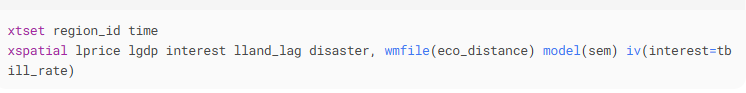 xtset region_id time
xspatial lprice lgdp interest lland_lag disaster, wmfile(eco_distance) model(sem) iv(interest=tb
ill_rate)